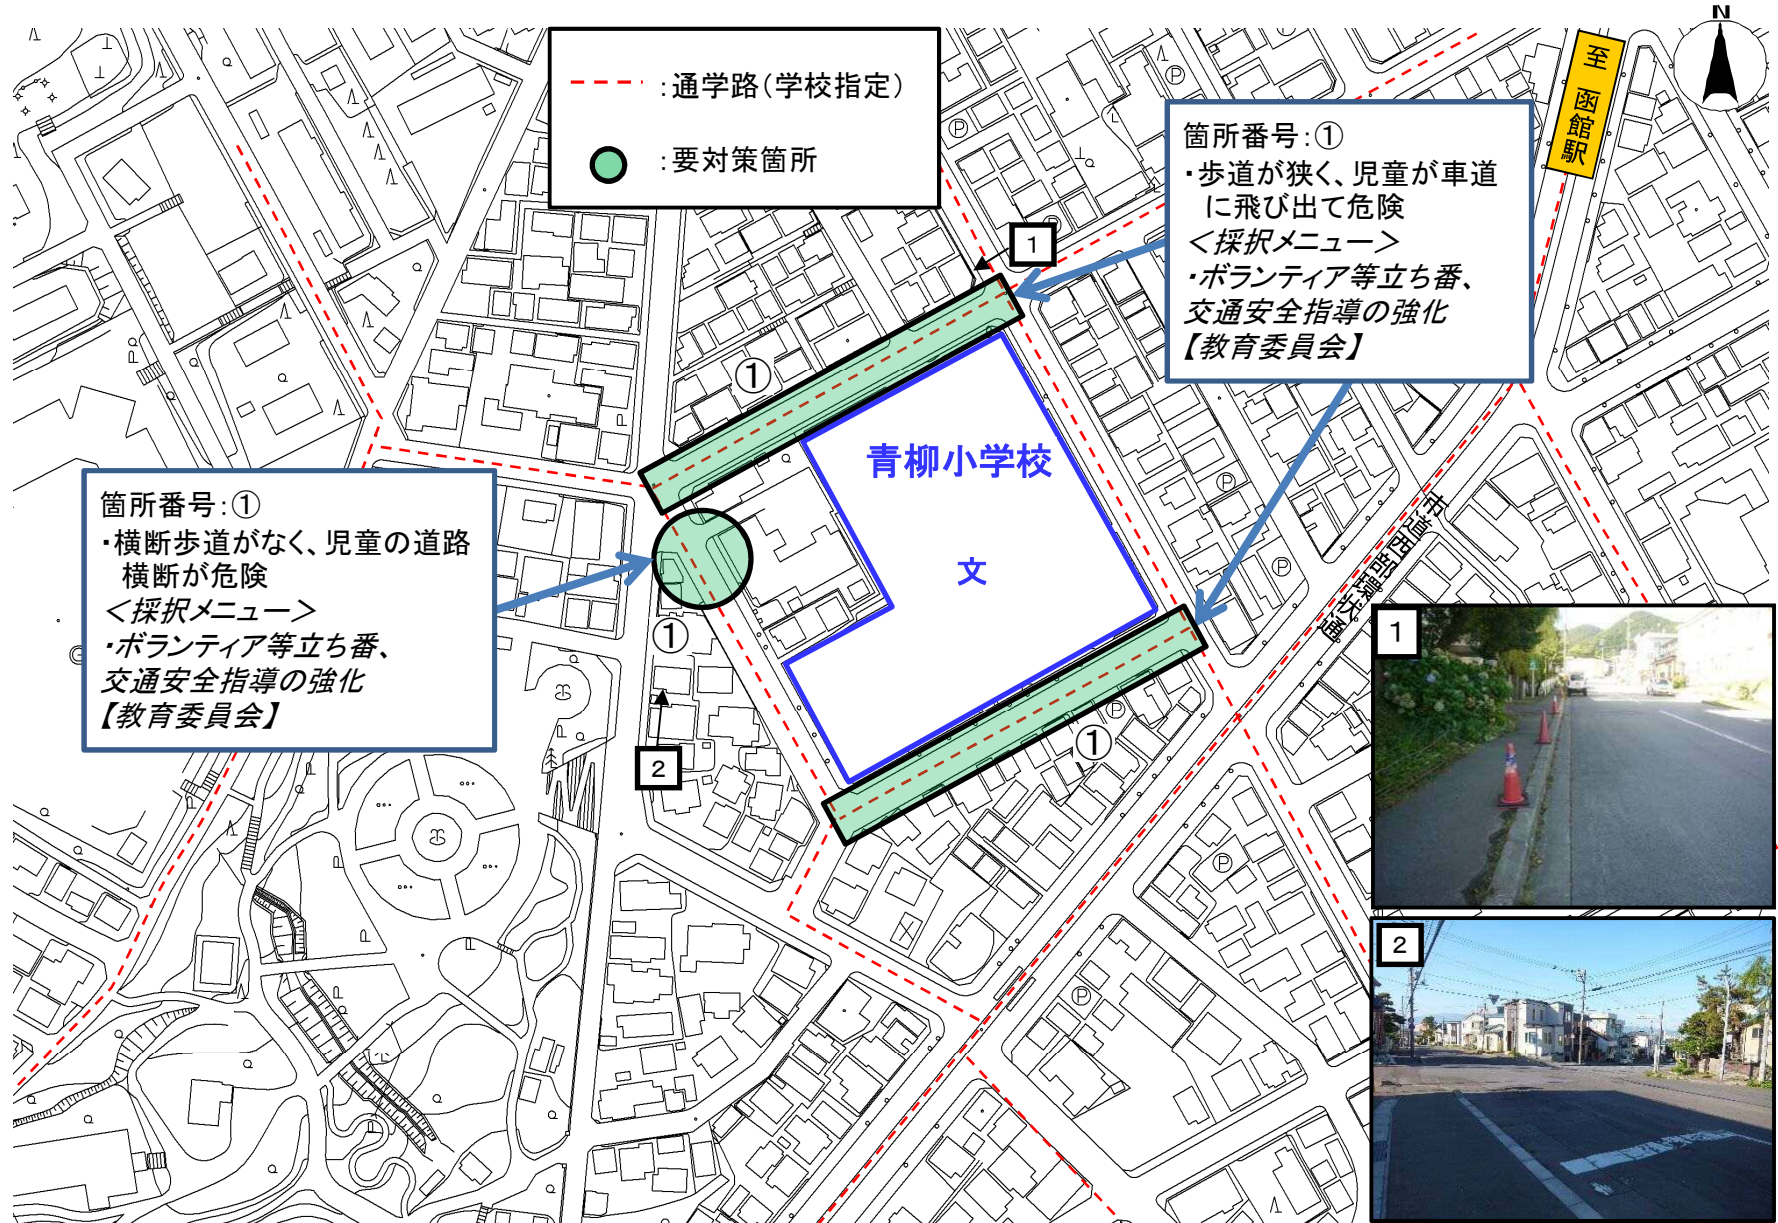 N
:通学路(学校指定)
:要対策箇所
至 函館駅
箇所番号:①
・歩道が狭く、児童が車道
に飛び出て危険
<採択メニュー>
・ボランティア等立ち番、
交通安全指導の強化
【教育委員会】
1
①
青柳小学校
文
箇所番号:①
・横断歩道がなく、児童の道路
横断が危険
<採択メニュー>
・ボランティア等立ち番、
交通安全指導の強化
【教育委員会】
①
2
①
市道西部環状通
1
2